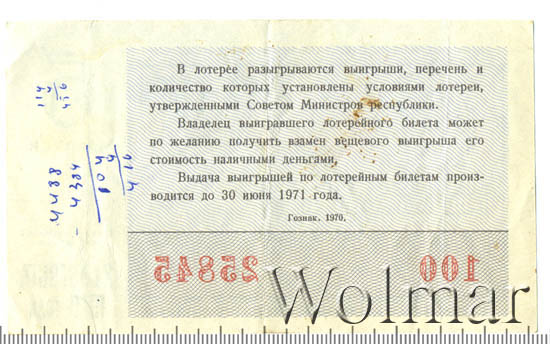 В лотерее разыгрываются выигрыши, перечень и
количество которых установлены условиями лотереи,
утвержденными Советом Министров республики.
Владелец выигравшего лотерейного билета может
по желанию получить взамен вещевого выигрыша его
стоимость наличными деньгами.
Выдача выигрышей по лотерейным билетам произ-
водится до 30 июня 1971 года.
Гознак. 1970.
25845 100
Wolmar